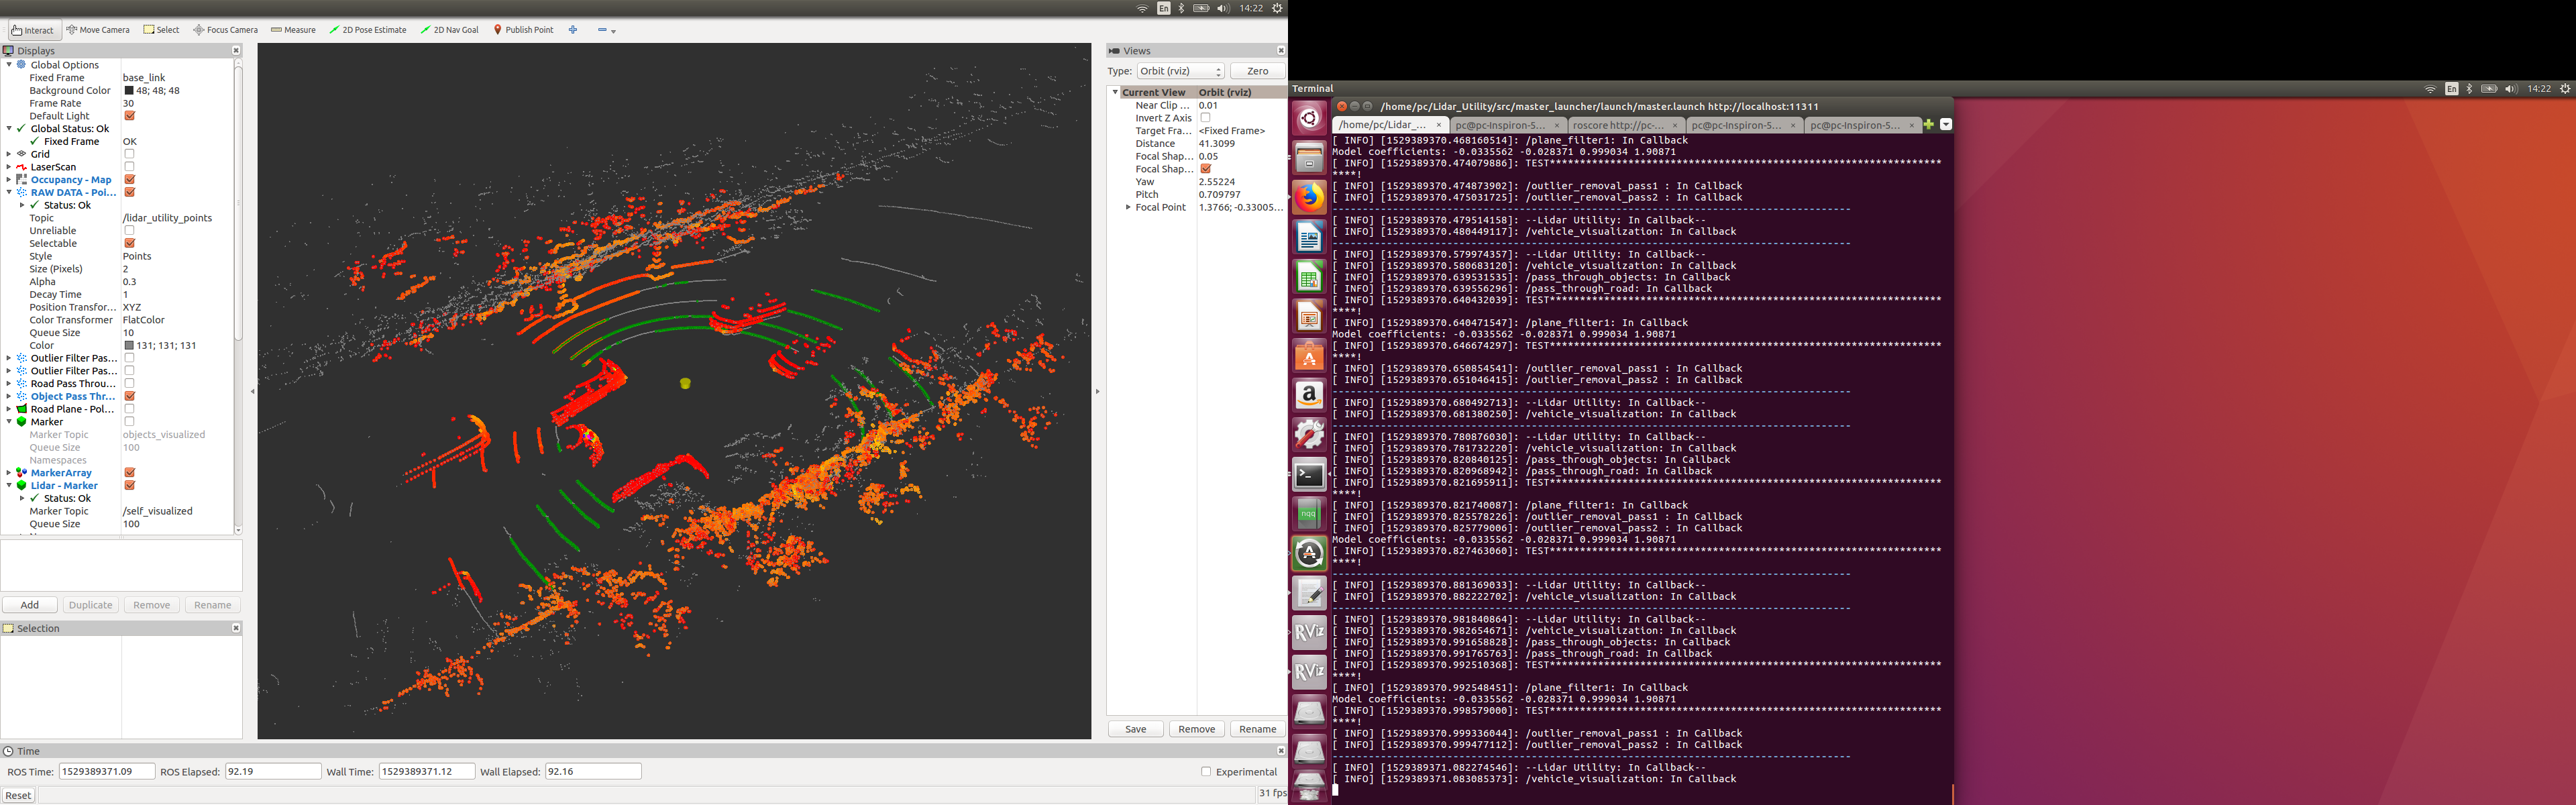 En 14:22
Interact Move Camera Select Focus Camera Measure 2D Pose Estimate 2D Nav Goal Publish Point
Displays
Global Options
Fixed Frame base_link
Background Color 48; 48; 48
Frame Rate 30
Default Light
Global Status: Ok
Fixed Frame OK
Grid
LaserScan
Occupancy - Map
RAW DATA - Poi...
Status: Ok
Topic /lidar_utility_points
Unreliable
Selectable
Style Points
Size (Pixels) 2
Alpha 0.3
Decay Time 1
Position Transfor... XYZ
Color Transformer FlatColor
Queue Size 10
Color 131; 131; 131
Outlier Filter Pas...
Outlier Filter Pas...
Road Pass Throu...
Object Pass Thr...
Road Plane - Pol...
Marker
Marker Topic objects_visualized
Queue Size 100
Namespaces
MarkerArray
Lidar - Marker
Status: Ok
Marker Topic /self_visualized
Queue Size 100
Add Duplicate Remove Rename
Selection
Views
Type: Orbit (rviz) Zero
Current View Orbit (rviz)
Near Clip ... 0.01
Invert Z Axis
Target Fra... <Fixed Frame>
Distance 41.3099
Focal Shap... 0.05
Focal Shap...
Yaw 2.55224
Pitch 0.709797
Focal Point 1.3766; -0.33005...
Save Remove Rename
Time
ROS Time: 1529389371.09 ROS Elapsed: 92.19 Wall Time: 1529389371.12 Wall Elapsed: 92.16 Experimental
Reset 31 fps
Terminal En 14:22
/home/pc/Lidar_Utility/src/master_launcher/launch/master.launch http://localhost:11311
/home/pc/Lidar_... × pc@pc-Inspiron-5... × roscore http://pc-... × pc@pc-Inspiron-5... × pc@pc-Inspiron-5... ×
[ INFO] [1529389370.468160514]: /plane_filter1: In Callback
Model coefficients: -0.0335562 -0.028371 0.999034 1.90871
[ INFO] [1529389370.474079886]: TEST*****************************************************************
****!
[ INFO] [1529389370.474873902]: /outlier_removal_pass1 : In Callback
[ INFO] [1529389370.475031725]: /outlier_removal_pass2 : In Callback
--------------------------------------------------------------------------------------
[ INFO] [1529389370.479514158]: --Lidar Utility: In Callback--
[ INFO] [1529389370.480449117]: /vehicle_visualization: In Callback
--------------------------------------------------------------------------------------
[ INFO] [1529389370.579974357]: --Lidar Utility: In Callback--
[ INFO] [1529389370.580683120]: /vehicle_visualization: In Callback
[ INFO] [1529389370.639531535]: /pass_through_objects: In Callback
[ INFO] [1529389370.639556296]: /pass_through_road: In Callback
[ INFO] [1529389370.640432039]: TEST*****************************************************************
****!
[ INFO] [1529389370.640471547]: /plane_filter1: In Callback
Model coefficients: -0.0335562 -0.028371 0.999034 1.90871
[ INFO] [1529389370.646674297]: TEST*****************************************************************
****!
[ INFO] [1529389370.650854541]: /outlier_removal_pass1 : In Callback
[ INFO] [1529389370.651046415]: /outlier_removal_pass2 : In Callback
--------------------------------------------------------------------------------------
[ INFO] [1529389370.680492713]: --Lidar Utility: In Callback--
[ INFO] [1529389370.681380250]: /vehicle_visualization: In Callback
--------------------------------------------------------------------------------------
[ INFO] [1529389370.780876030]: --Lidar Utility: In Callback--
[ INFO] [1529389370.781732220]: /vehicle_visualization: In Callback
[ INFO] [1529389370.820840125]: /pass_through_objects: In Callback
[ INFO] [1529389370.820968942]: /pass_through_road: In Callback
[ INFO] [1529389370.821695911]: TEST*****************************************************************
****!
[ INFO] [1529389370.821740087]: /plane_filter1: In Callback
[ INFO] [1529389370.825578226]: /outlier_removal_pass1 : In Callback
[ INFO] [1529389370.825779006]: /outlier_removal_pass2 : In Callback
Model coefficients: -0.0335562 -0.028371 0.999034 1.90871
[ INFO] [1529389370.827463060]: TEST*****************************************************************
****!
--------------------------------------------------------------------------------------
[ INFO] [1529389370.881369033]: --Lidar Utility: In Callback--
[ INFO] [1529389370.882222702]: /vehicle_visualization: In Callback
--------------------------------------------------------------------------------------
[ INFO] [1529389370.981840864]: --Lidar Utility: In Callback--
[ INFO] [1529389370.982654671]: /vehicle_visualization: In Callback
[ INFO] [1529389370.991658828]: /pass_through_objects: In Callback
[ INFO] [1529389370.991765763]: /pass_through_road: In Callback
[ INFO] [1529389370.992510368]: TEST*****************************************************************
****!
[ INFO] [1529389370.992548451]: /plane_filter1: In Callback
Model coefficients: -0.0335562 -0.028371 0.999034 1.90871
[ INFO] [1529389370.998579000]: TEST*****************************************************************
****!
[ INFO] [1529389370.999336044]: /outlier_removal_pass1 : In Callback
[ INFO] [1529389370.999477112]: /outlier_removal_pass2 : In Callback
--------------------------------------------------------------------------------------
[ INFO] [1529389371.082274546]: --Lidar Utility: In Callback--
[ INFO] [1529389371.083085373]: /vehicle_visualization: In Callback
nqq
RViz
RViz